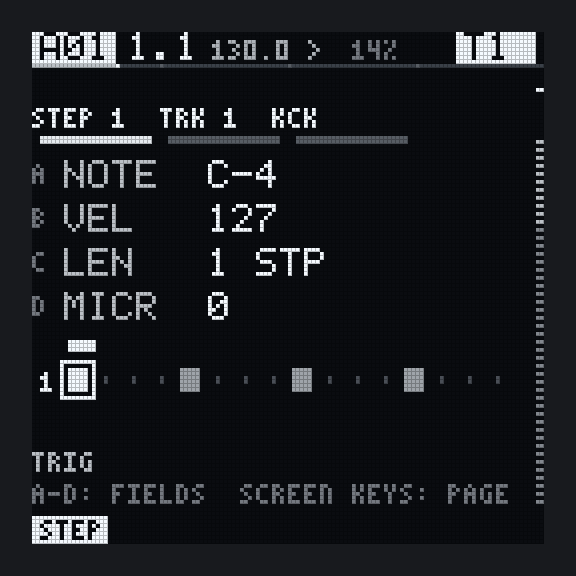 A01 1.1 130.0 > 14% T1
STEP 1 TRK 1 KCK
A NOTE C-4
B VEL 127
C LEN 1 STP
D MICR 0
1
TRIG
A-D: FIELDS SCREEN KEYS: PAGE
STEP